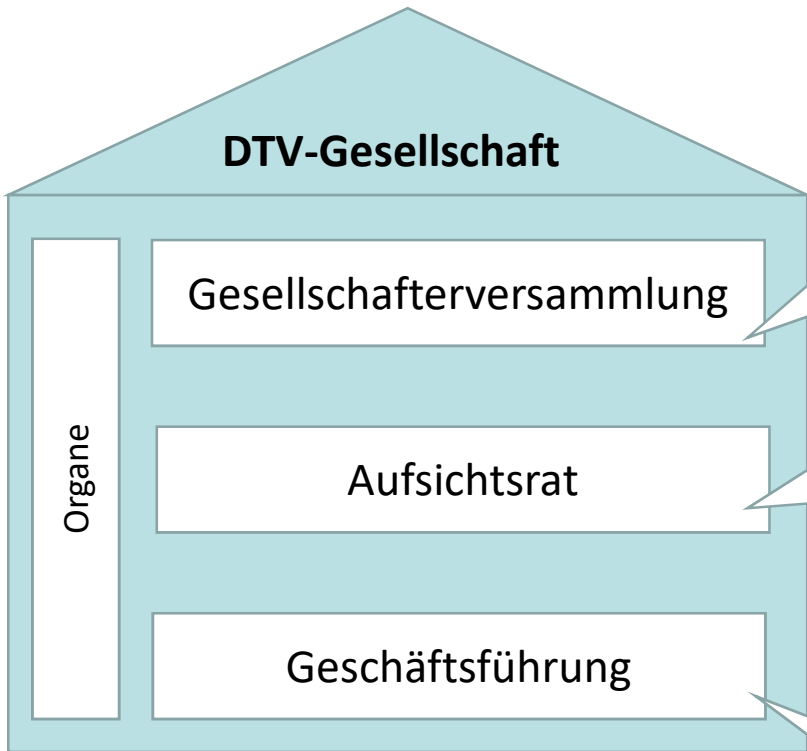 DTV-Gesellschaft
Organe
Gesellschafterversammlung
Aufsichtsrat
Geschäftsführung